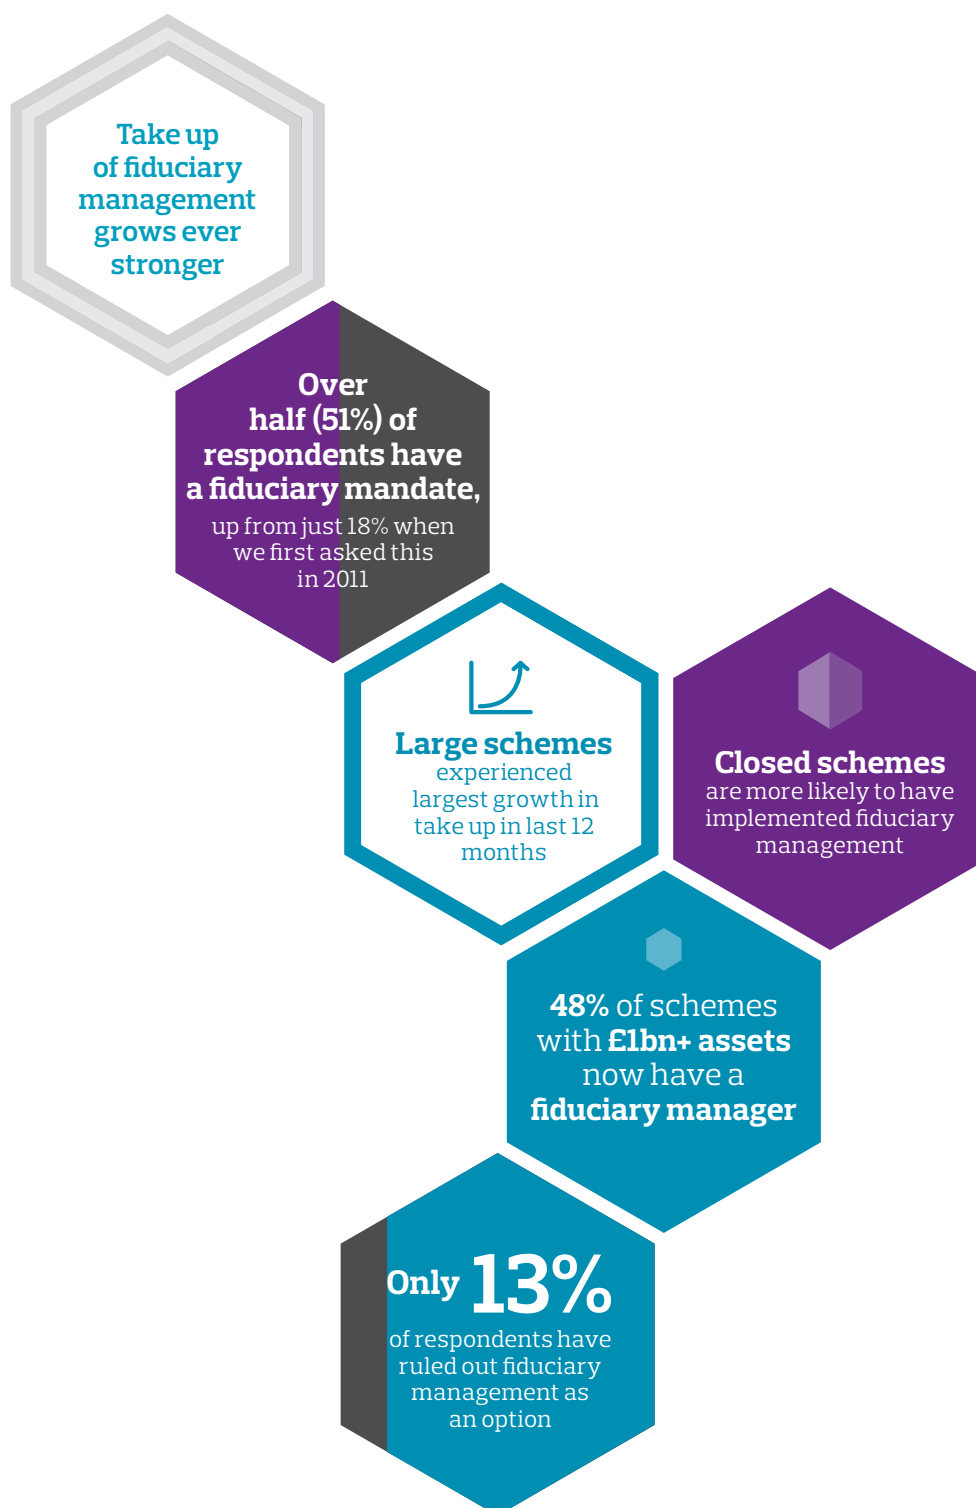 Take up
of fiduciary
management
grows ever
stronger
Over
half (51%) of
respondents have
a fiduciary mandate,
up from just 18% when
we first asked this
in 2011
Large schemes
experienced
largest growth in
take up in last 12
months
Closed schemes
are more likely to have
implemented fiduciary
management
48% of schemes
with £1bn+ assets
now have a
fiduciary manager
Only 13%
of respondents have
ruled out fiduciary
management as
an option